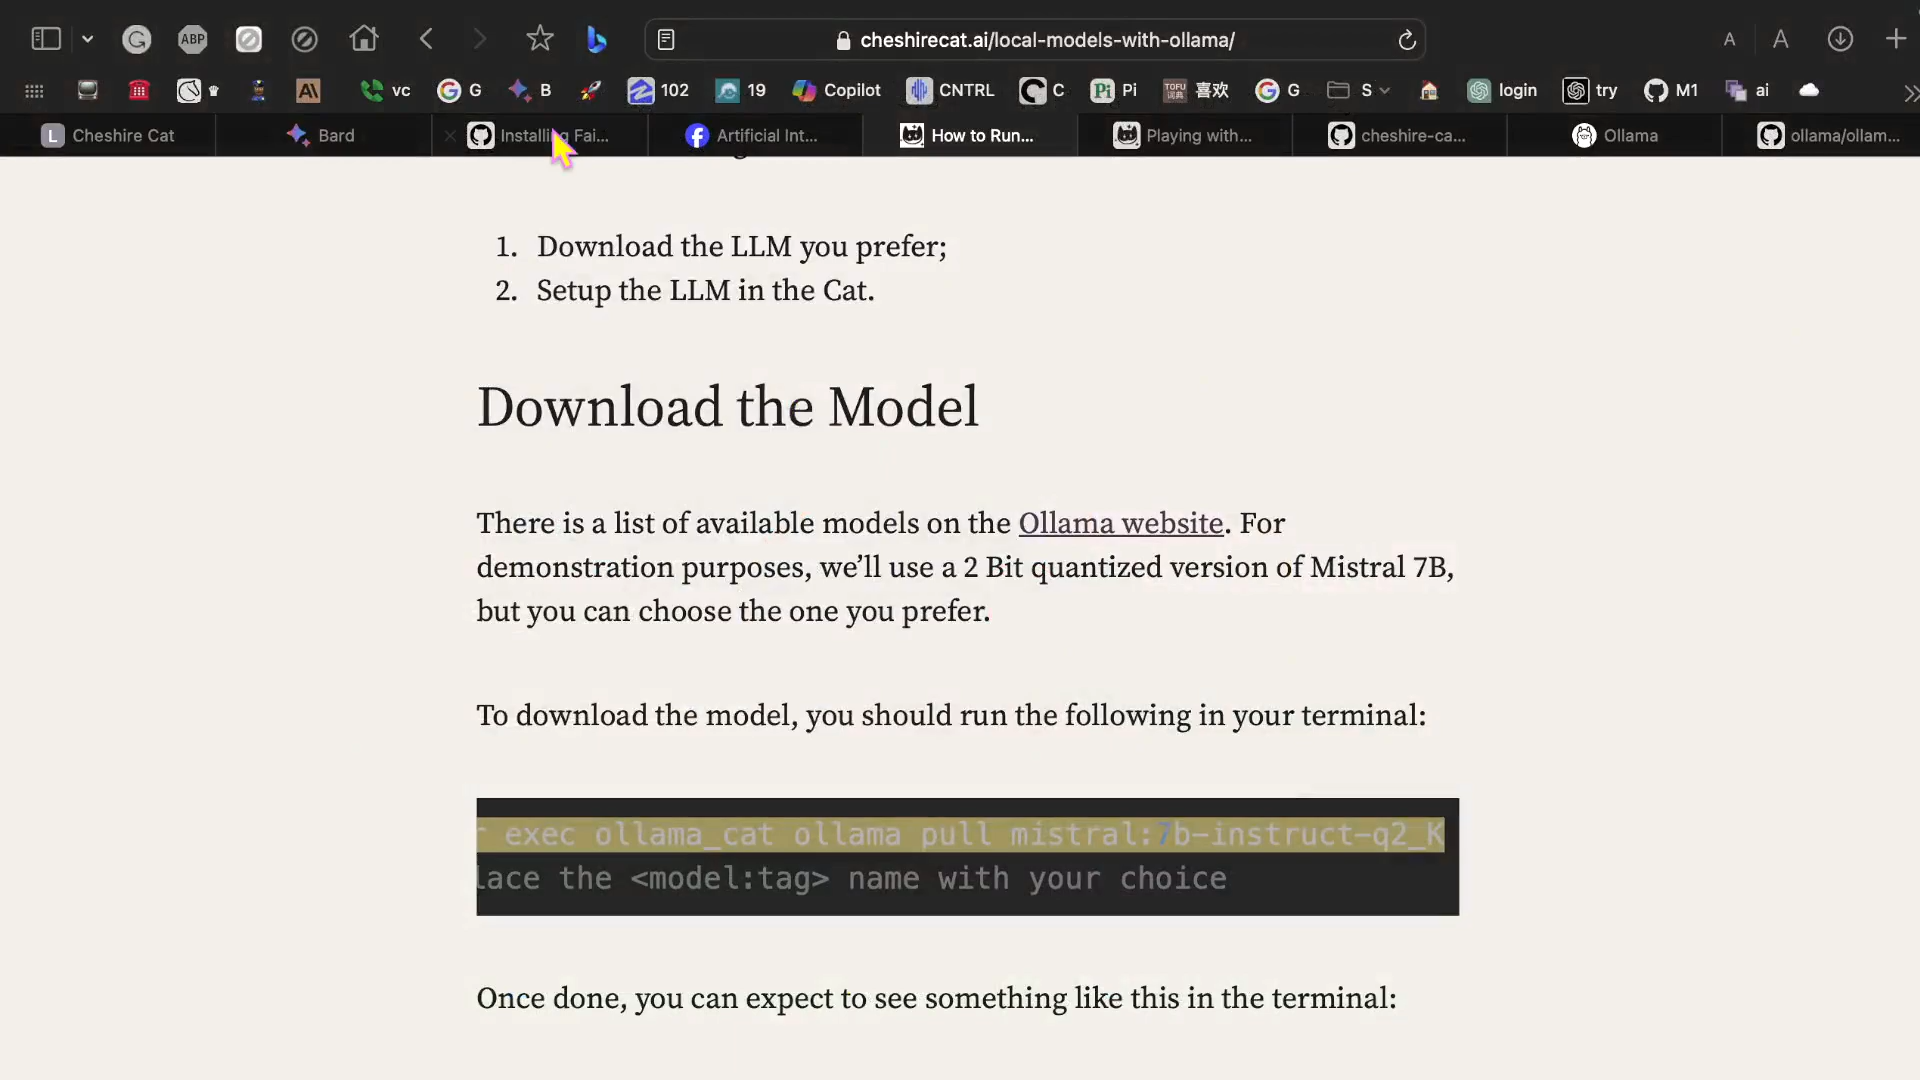 ABP
cheshirecat.ai/local-models-with-ollama/
A
A
vc
G
B
102
19
Copilot
CNTRL
C
Pi
喜欢
G
S
login
try
M1
ai
Cheshire Cat
Bard
Installing Fai...
Artificial Int...
How to Run...
Playing with...
cheshire-ca...
Ollama
ollama/ollam...
1. Download the LLM you prefer;
2. Setup the LLM in the Cat.
Download the Model
There is a list of available models on the Ollama website. For
demonstration purposes, we’ll use a 2 Bit quantized version of Mistral 7B,
but you can choose the one you prefer.
To download the model, you should run the following in your terminal:
r exec ollama_cat ollama pull mistral:7b-instruct-q2_K
lace the <model:tag> name with your choice
Once done, you can expect to see something like this in the terminal: